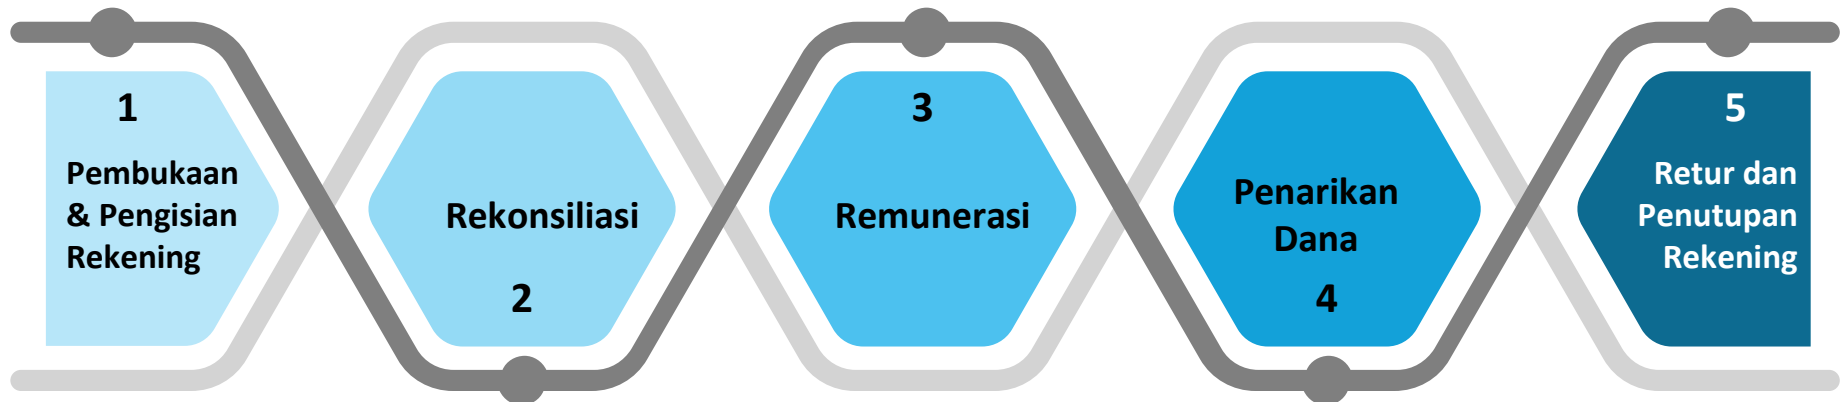 1
Pembukaan
& Pengisian
Rekening
Rekonsiliasi
2
3
Remunerasi
Penarikan
Dana
4
5
Retur dan
Penutupan
Rekening